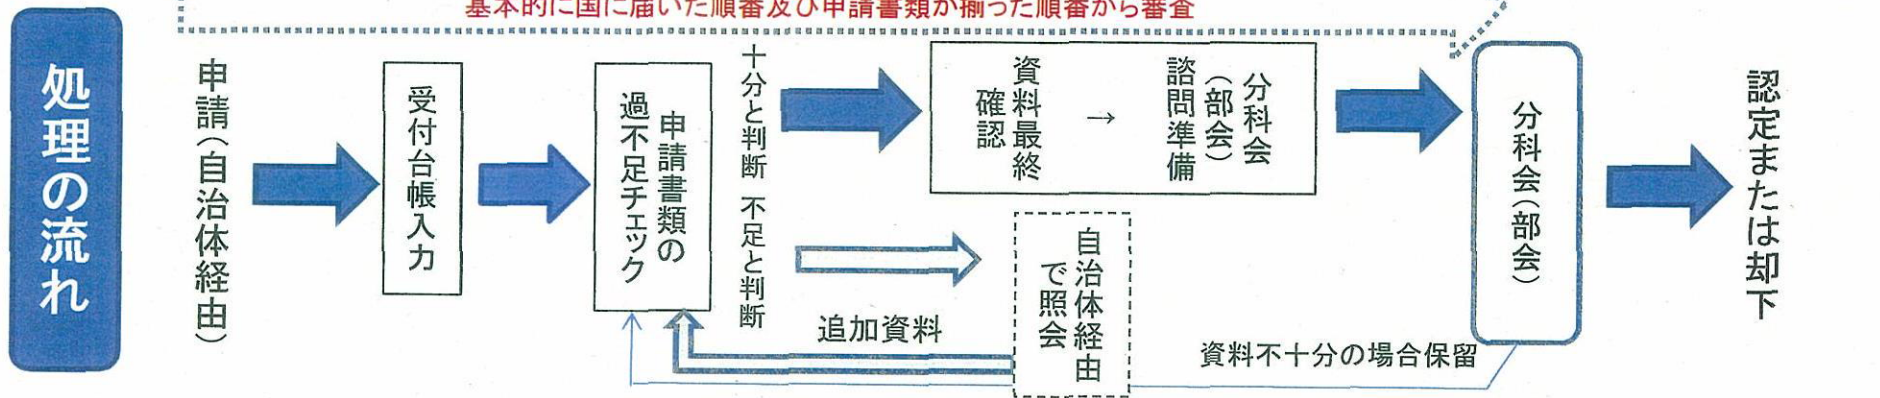 基本的に国に届いた順番及び申請書類が揃った順番から審査
処理の流れ
申請(自治体経由)
受付台帳入力
申請書類の
過不足チェック
十分と判断
不足と判断
資料最終
確認
→
分科会
(部会)
諮問準備
自治体経由
で照会
追加資料
資料不十分の場合保留
分科会(部会)
認定または却下